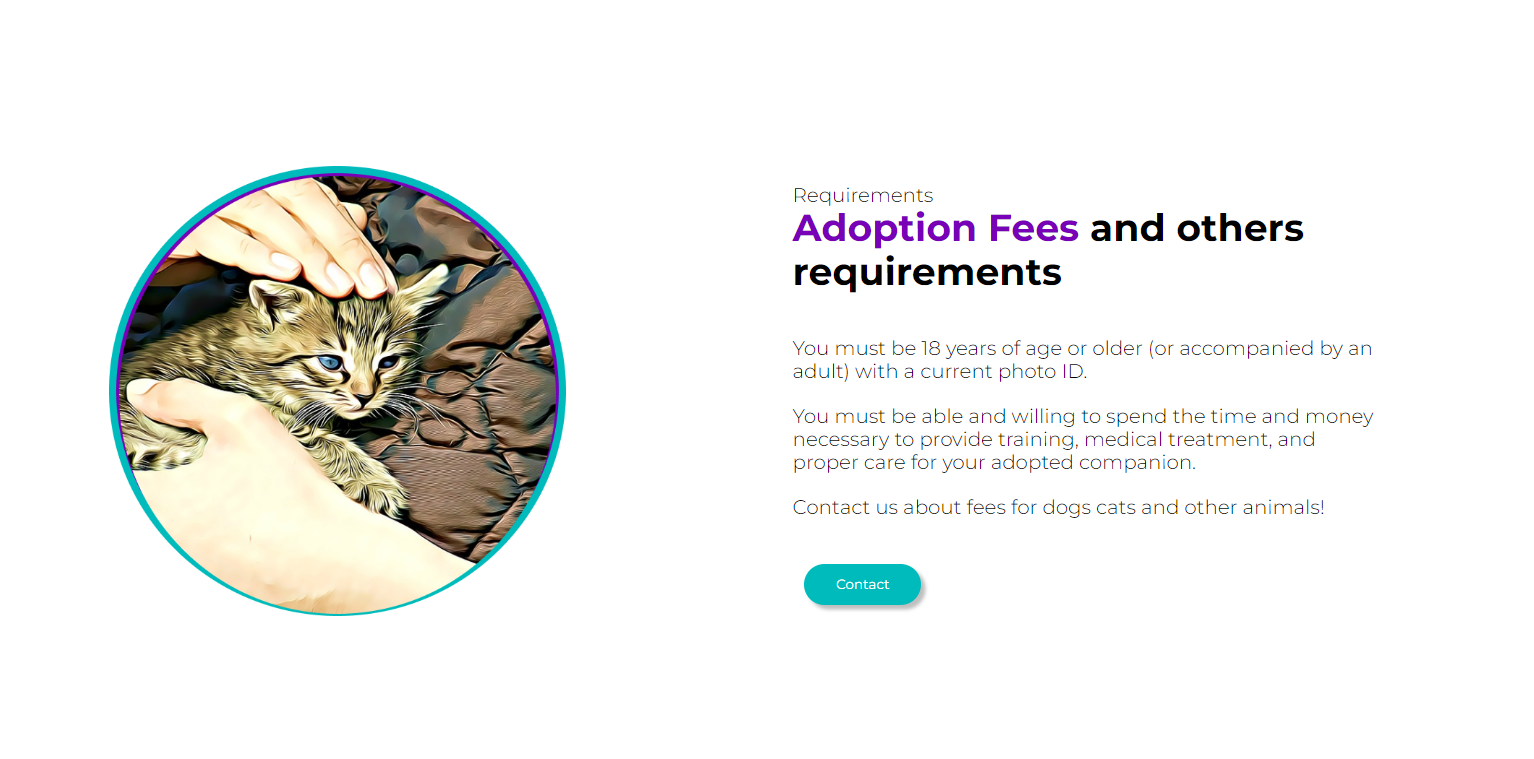 Requirements
Adoption Fees and others
requirements
You must be 18 years of age or older (or accompanied by an
adult) with a current photo ID.
You must be able and willing to spend the time and money
necessary to provide training, medical treatment, and
proper care for your adopted companion.
Contact us about fees for dogs cats and other animals!
Contact